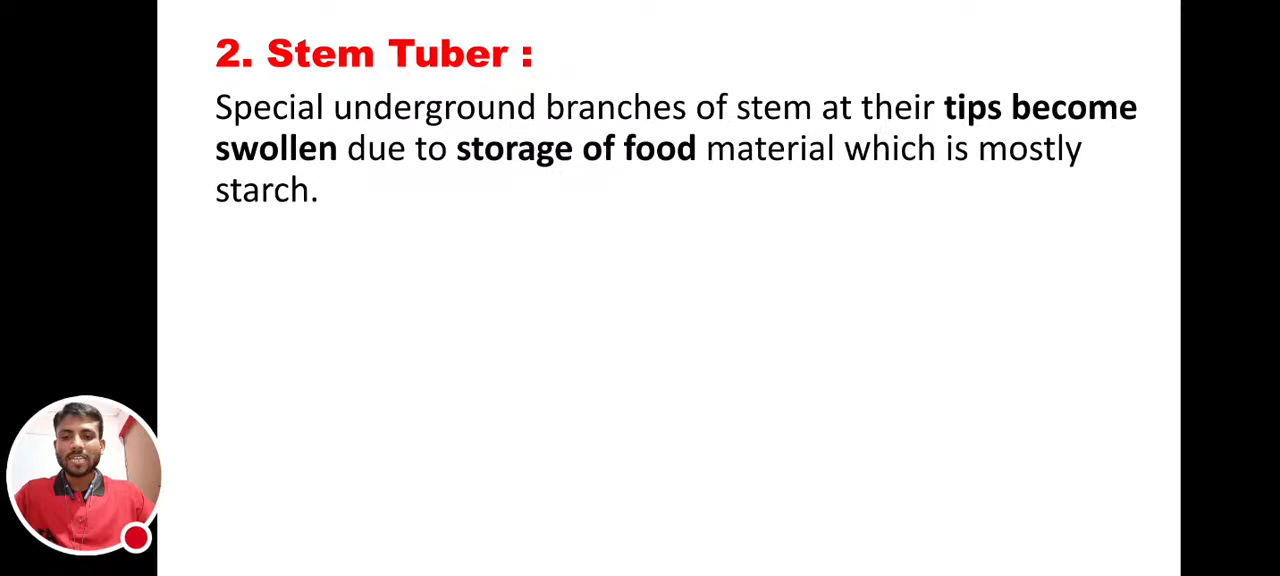 2. Stem Tuber :
Special underground branches of stem at their tips become
swollen due to storage of food material which is mostly
starch.